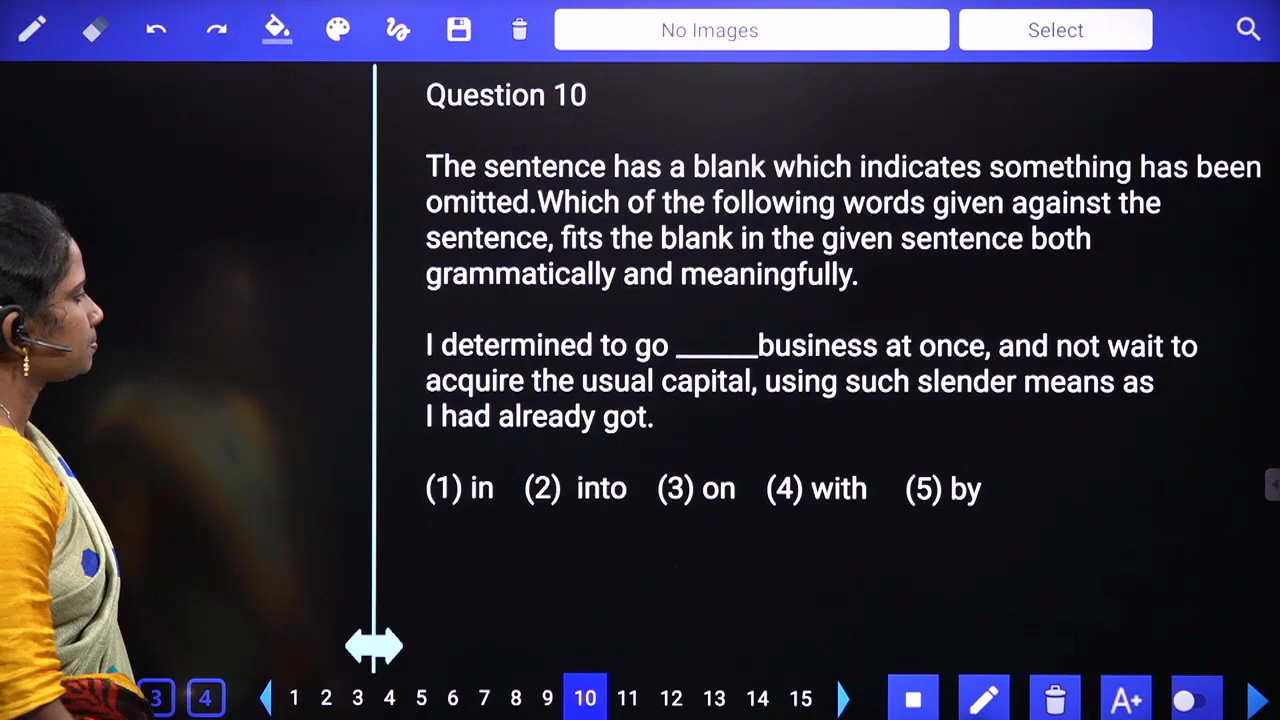 No Images
Select
Question 10
The sentence has a blank which indicates something has been
omitted.Which of the following words given against the
sentence, fits the blank in the given sentence both
grammatically and meaningfully.
I determined to go ______business at once, and not wait to
acquire the usual capital, using such slender means as
I had already got.
(1) in (2) into (3) on (4) with (5) by
3 4 1 2 3 4 5 6 7 8 9 10 11 12 13 14 15 A+